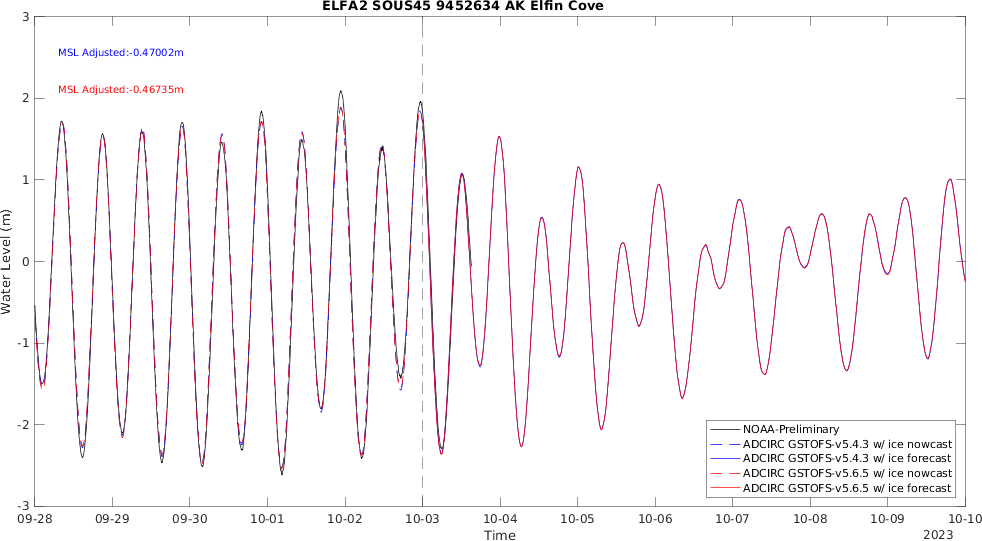 ELFA2 SOUS45 9452634 AK Elfin Cove
MSL Adjusted:-0.47002m
MSL Adjusted:-0.46735m
Water Level (m)
3
2
1
0
-1
-2
-3
NOAA-Preliminary
ADCIRC GSTOFS-v5.4.3 w/ ice nowcast
ADCIRC GSTOFS-v5.4.3 w/ ice forecast
ADCIRC GSTOFS-v5.6.5 w/ ice nowcast
ADCIRC GSTOFS-v5.6.5 w/ ice forecast
09-28 09-29 09-30 10-01 10-02 10-03 10-04 10-05 10-06 10-07 10-08 10-09 10-10
Time
2023